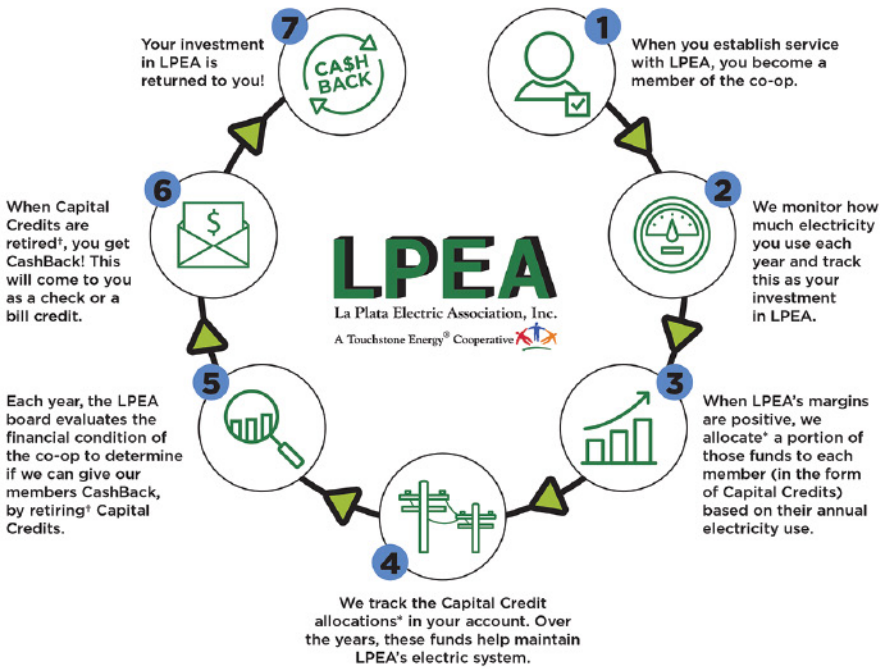 1
When you establish service
with LPEA, you become a
member of the co-op.
2
We monitor how
much electricity
you use each
year and track
this as your
investment
in LPEA.
3
When LPEA's margins
are positive, we
allocate* a portion of
those funds to each
member (in the form
of Capital Credits)
based on their annual
electricity use.
4
We track the Capital Credit
allocations* in your account. Over
the years, these funds help maintain
LPEA's electric system.
5
Each year, the LPEA
board evaluates the
financial condition of
the co-op to determine
if we can give our
members CashBack,
by retiring† Capital
Credits.
6
When Capital
Credits are
retired†, you get
CashBack! This
will come to you
as a check or a
bill credit.
$
7
Your investment
in LPEA is
returned to you!
CA$H
BACK
LPEA
La Plata Electric Association, Inc.
A Touchstone Energy® Cooperative